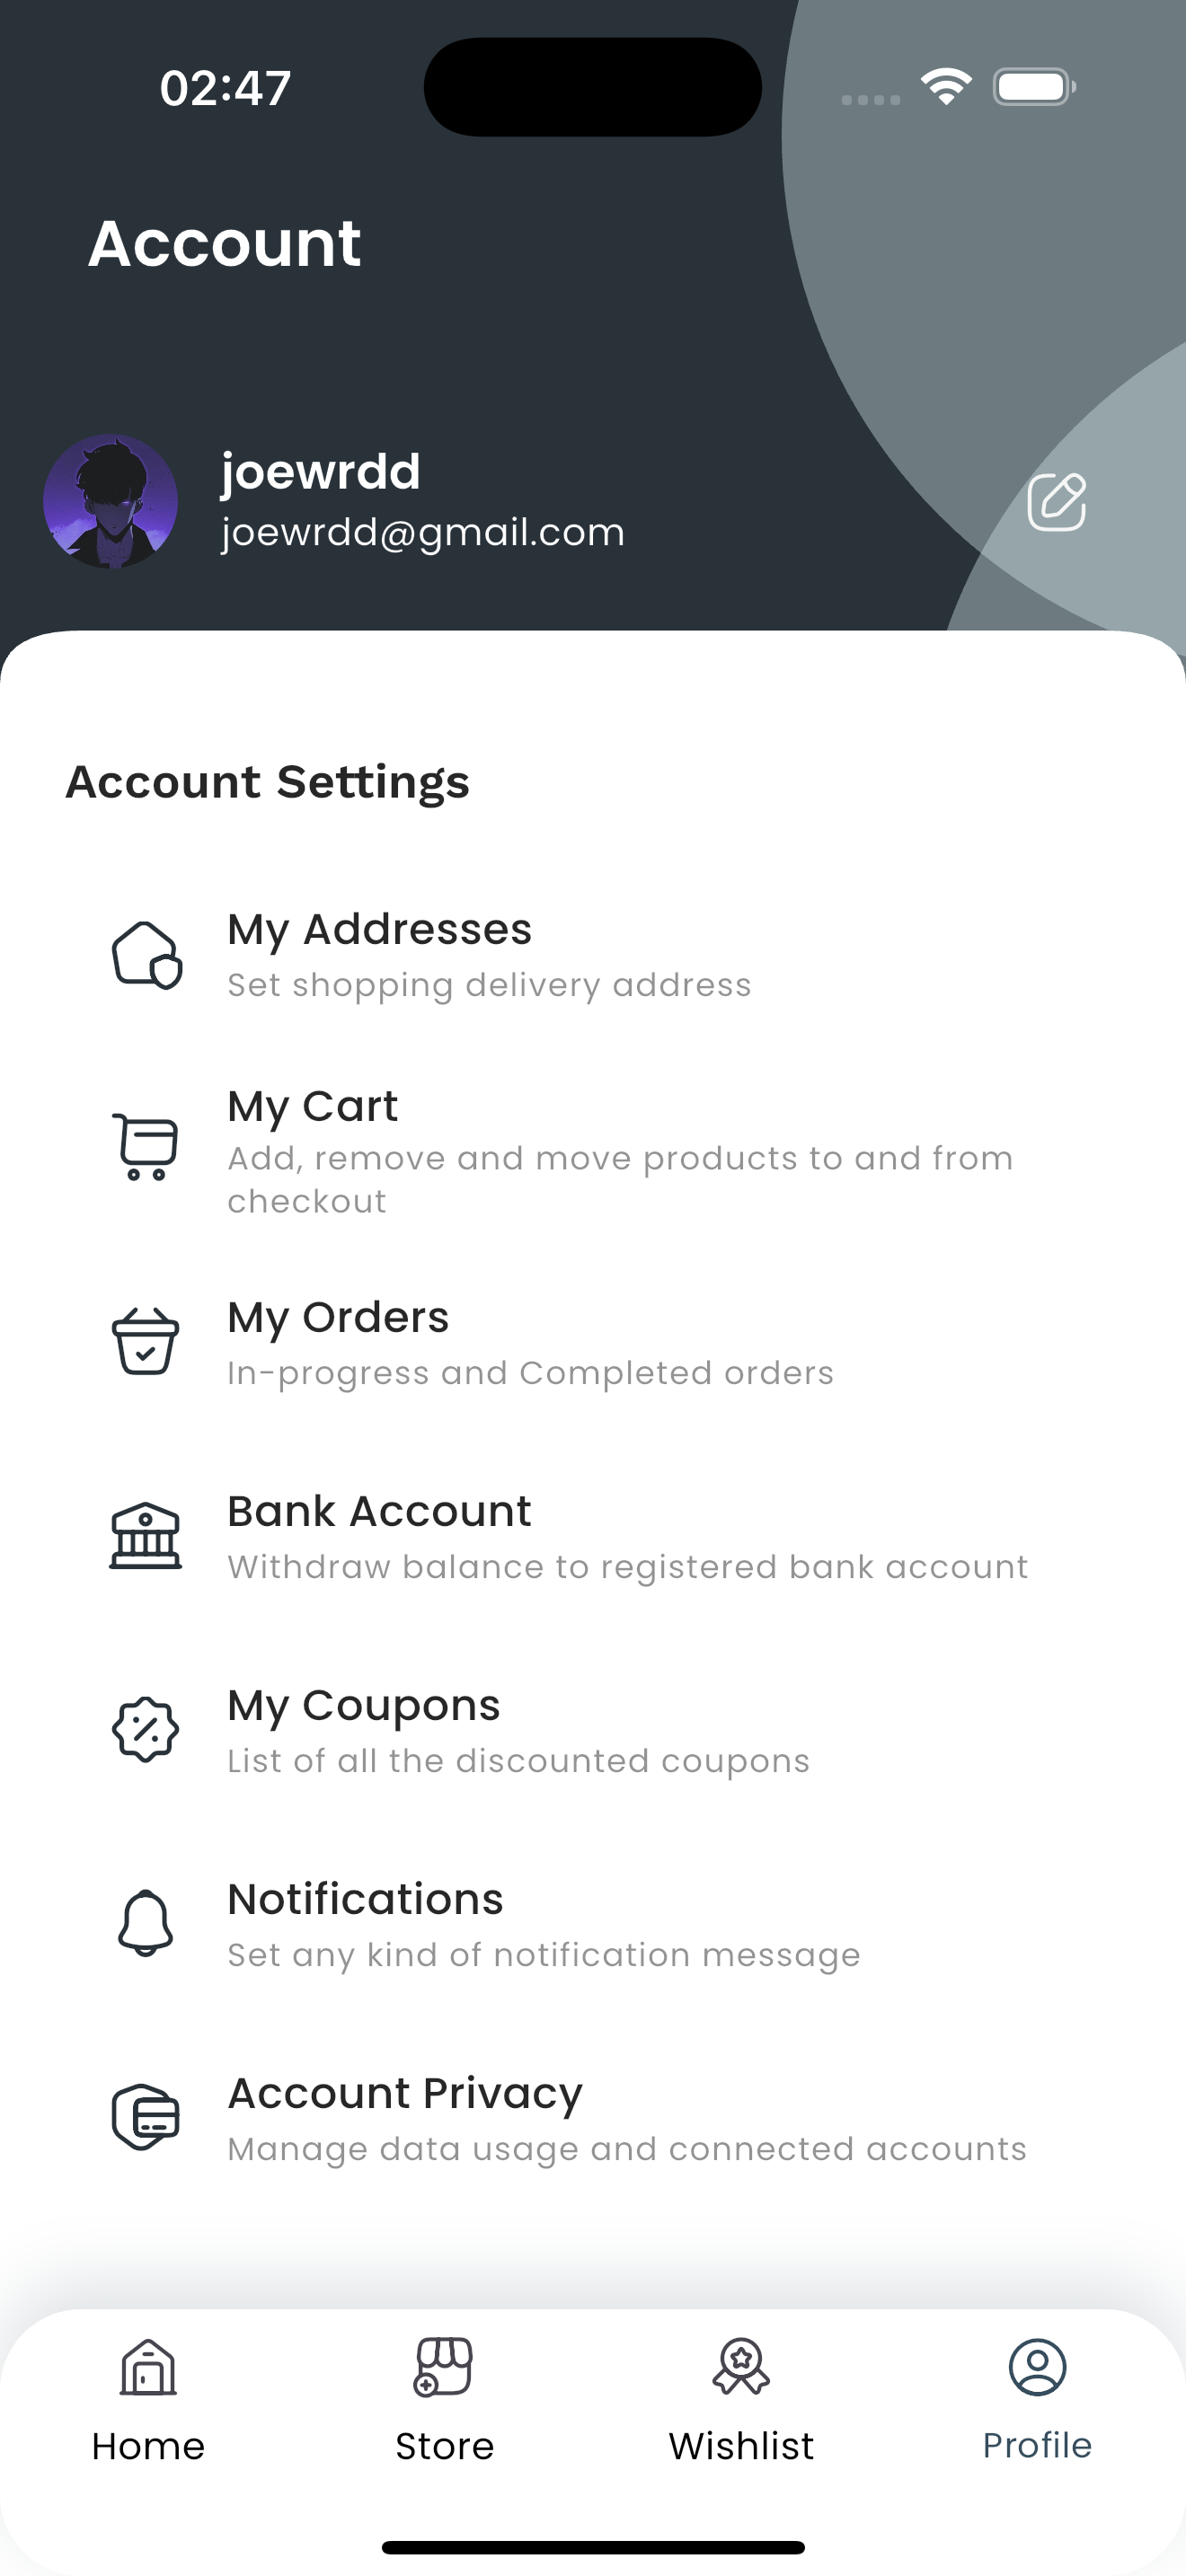 02:47
Account
joewrdd
joewrdd@gmail.com
Account Settings
My Addresses
Set shopping delivery address
My Cart
Add, remove and move products to and from
checkout
My Orders
In-progress and Completed orders
Bank Account
Withdraw balance to registered bank account
My Coupons
List of all the discounted coupons
Notifications
Set any kind of notification message
Account Privacy
Manage data usage and connected accounts
Home
Store
Wishlist
Profile